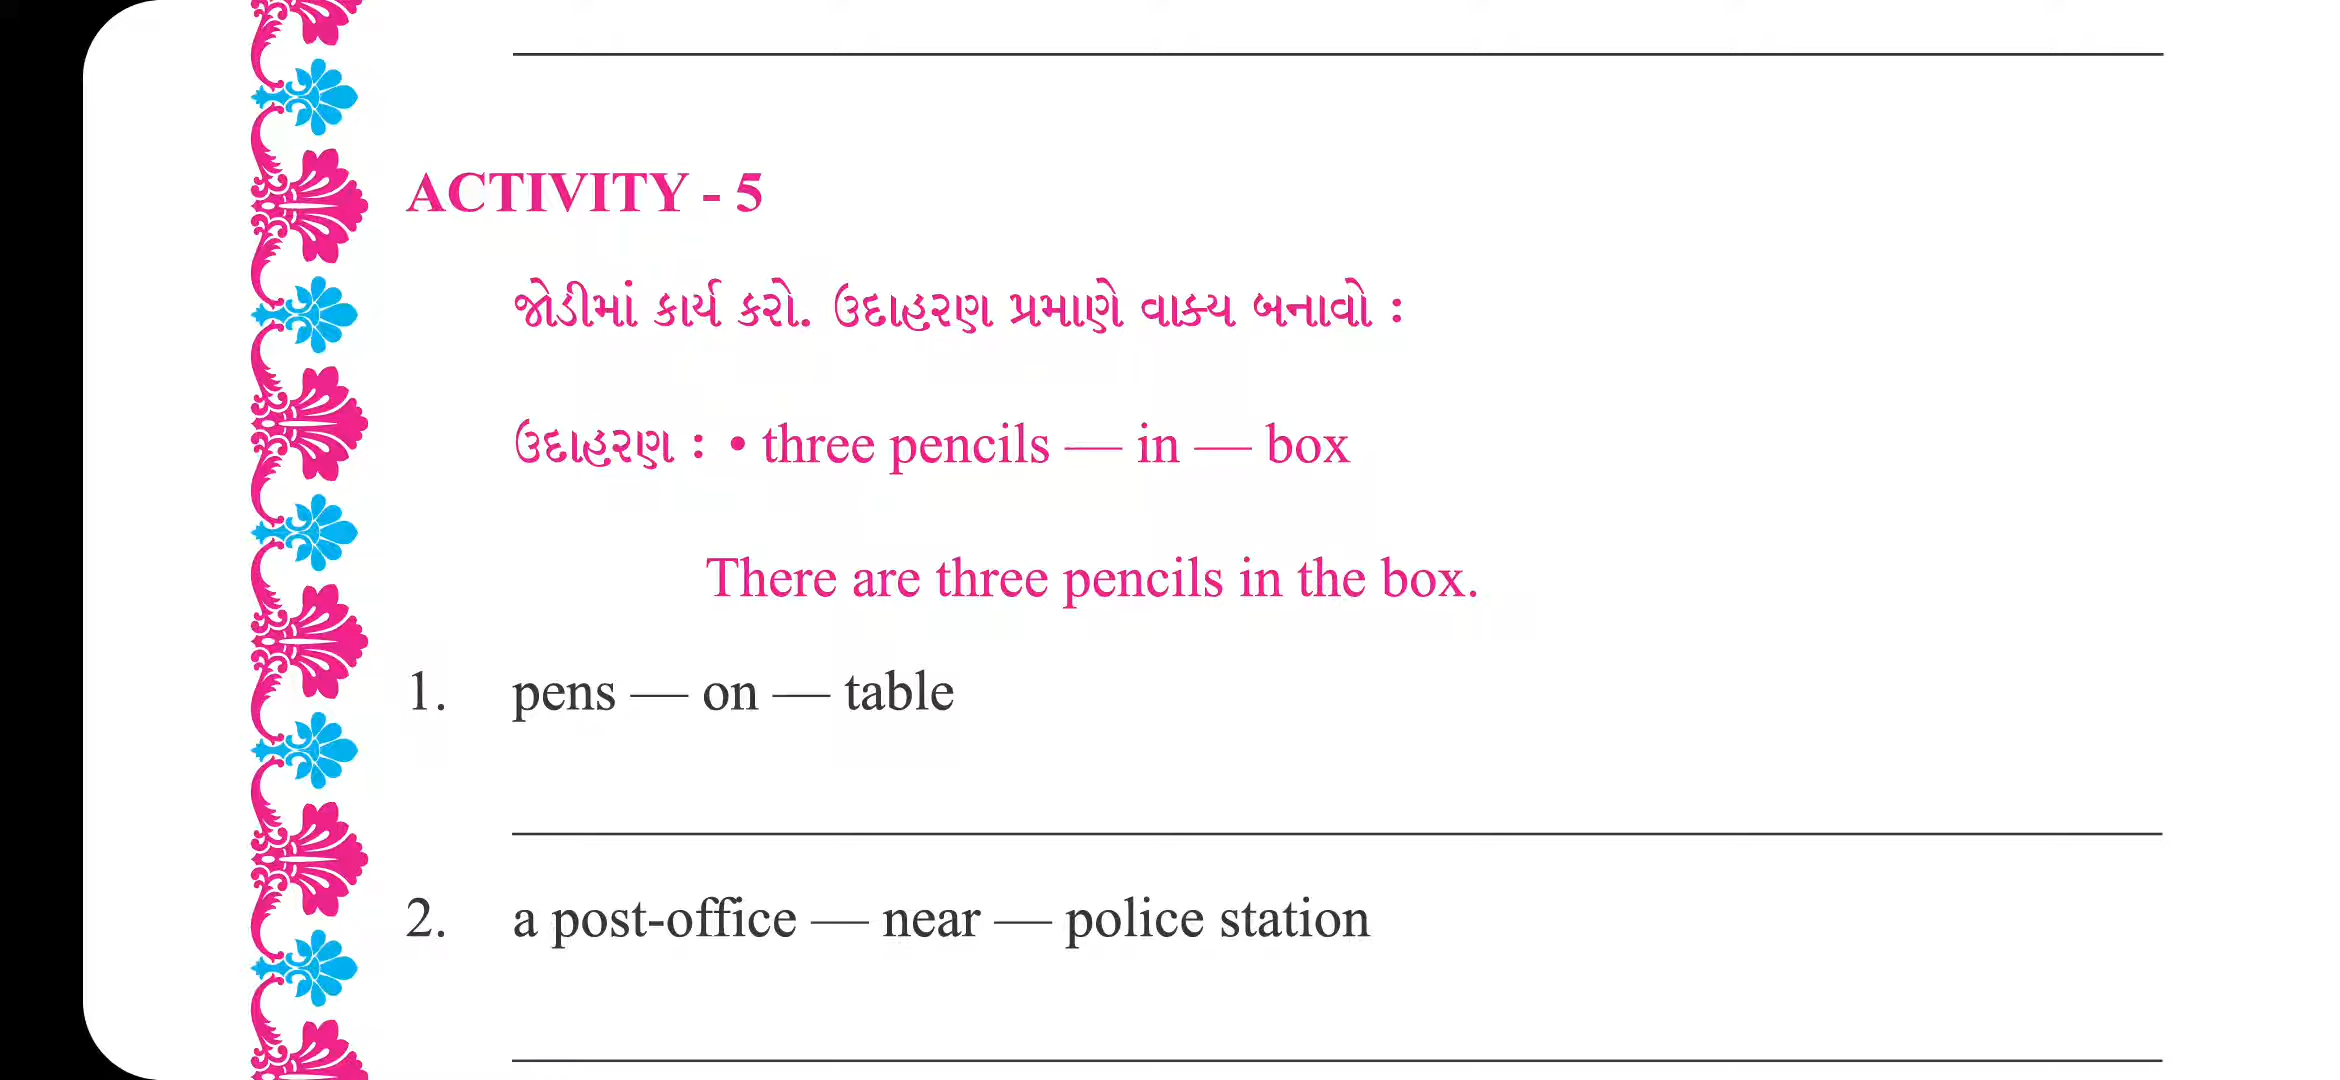 ACTIVITY - 5
જોડીમાં કાર્ય કરો. ઉદાહરણ પ્રમાણે વાક્ય બનાવો :
ઉદાહરણ : • three pencils — in — box
There are three pencils in the box.
1. pens — on — table
2. a post-office — near — police station